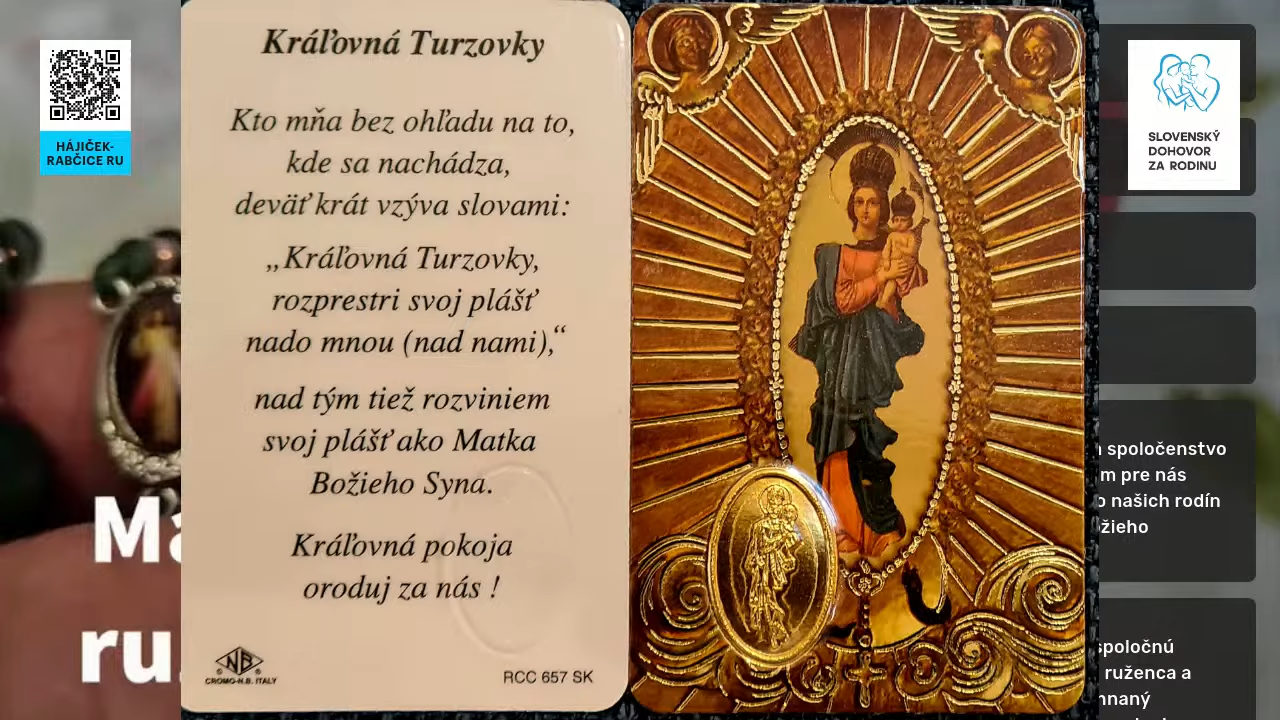 HÁJIČEK-
RABČICE RU
Kráľovná Turzovky
Kto mňa bez ohľadu na to,
kde sa nachádza,
deväť krát vzýva slovami:
„Kráľovná Turzovky,
rozprestri svoj plášť
nado mnou (nad nami),“
nad tým tiež rozviniem
svoj plášť ako Matka
Božieho Syna.
Kráľovná pokoja
oroduj za nás !
NB
CROMO-N.B. ITALY
RCC 657 SK
SLOVENSKÝ
DOHOVOR
ZA RODINU
spoločenstvo
m pre nás
o našich rodín
žieho
spoločnú
ruženca a
nnaný
Ma
ru